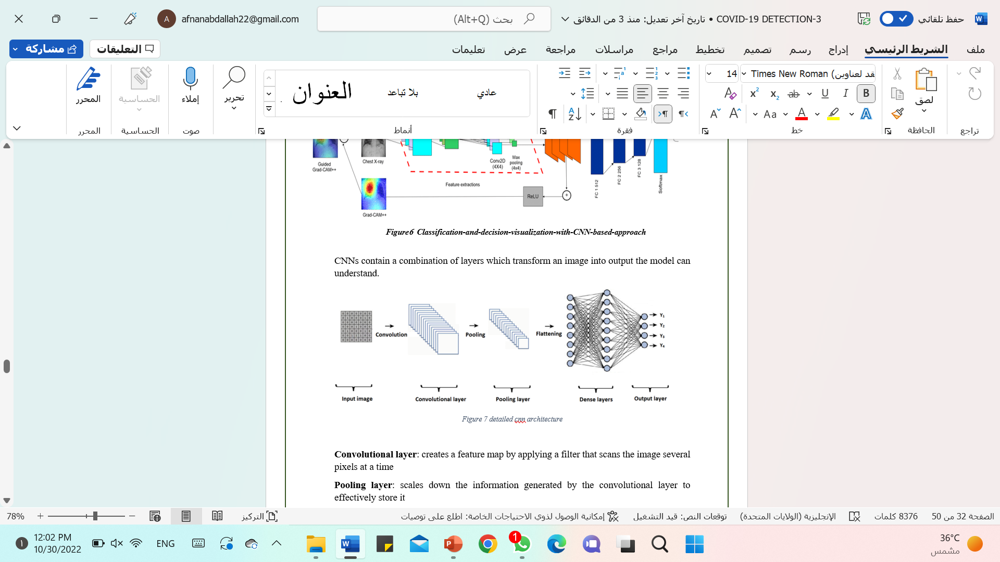 afnanabdallah22@gmail.com
A
بحث (Alt+Q)
COVID-19 DETECTION-3 • تاريخ آخر تعديل: منذ 3 من الدقائق
حفظ تلقائي
ملف
الشريط الرئيسي
إدراج
رسم
تصميم
تخطيط
مراجع
مراسلات
مراجعة
عرض
تعليمات
التعليقات
مشاركة
لصق
Times New Roman (قد لعناوين
14
عادي
بلا تباعد
العنوان
تحرير
إملاء
الحساسية
المحرر
تراجع
الحافظة
خط
فقرة
أنماط
صوت
الحساسية
المحرر
Guided
Grad-CAM++
Chest X-ray
Conv2D
(4X4)
Max
pooling
(4x4)
Feature extractions
FC 1 512
FC 2 256
FC 3 128
Softmax
ReLU
+
Grad-CAM++
Figure6 Classification-and-decision-visualization-with-CNN-based-approach
CNNs contain a combination of layers which transform an image into output the model can
understand.
Convolution
Pooling
Flattening
Y₁
Y₂
Y₃
Y₄
Input image
Convolutional layer
Pooling layer
Dense layers
Output layer
Figure 7 detailed cnn architecture
Convolutional layer: creates a feature map by applying a filter that scans the image several
pixels at a time
Pooling layer: scales down the information generated by the convolutional layer to
effectively store it
الصفحة 32 من 50
8376 كلمات
الإنجليزية (الولايات المتحدة)
توقعات النص: قيد التشغيل
إمكانية الوصول لذوي الاحتياجات الخاصة: اطلع على توصيات
التركيز
78%
١
12:02 PM
10/30/2022
ENG
1
36°C
مشمس